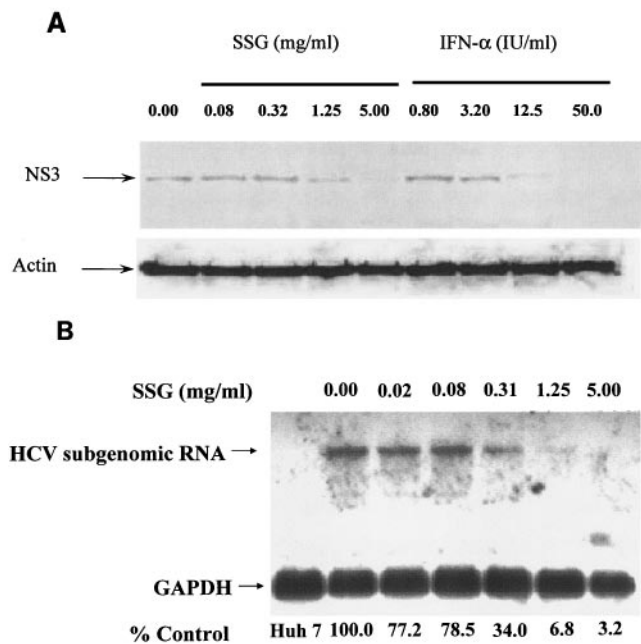 A
SSG (mg/ml) IFN-α (IU/ml)
0.00 0.08 0.32 1.25 5.00 0.80 3.20 12.5 50.0
NS3
Actin
B
SSG (mg/ml) 0.00 0.02 0.08 0.31 1.25 5.00
HCV subgenomic RNA
GAPDH
% Control Huh 7 100.0 77.2 78.5 34.0 6.8 3.2